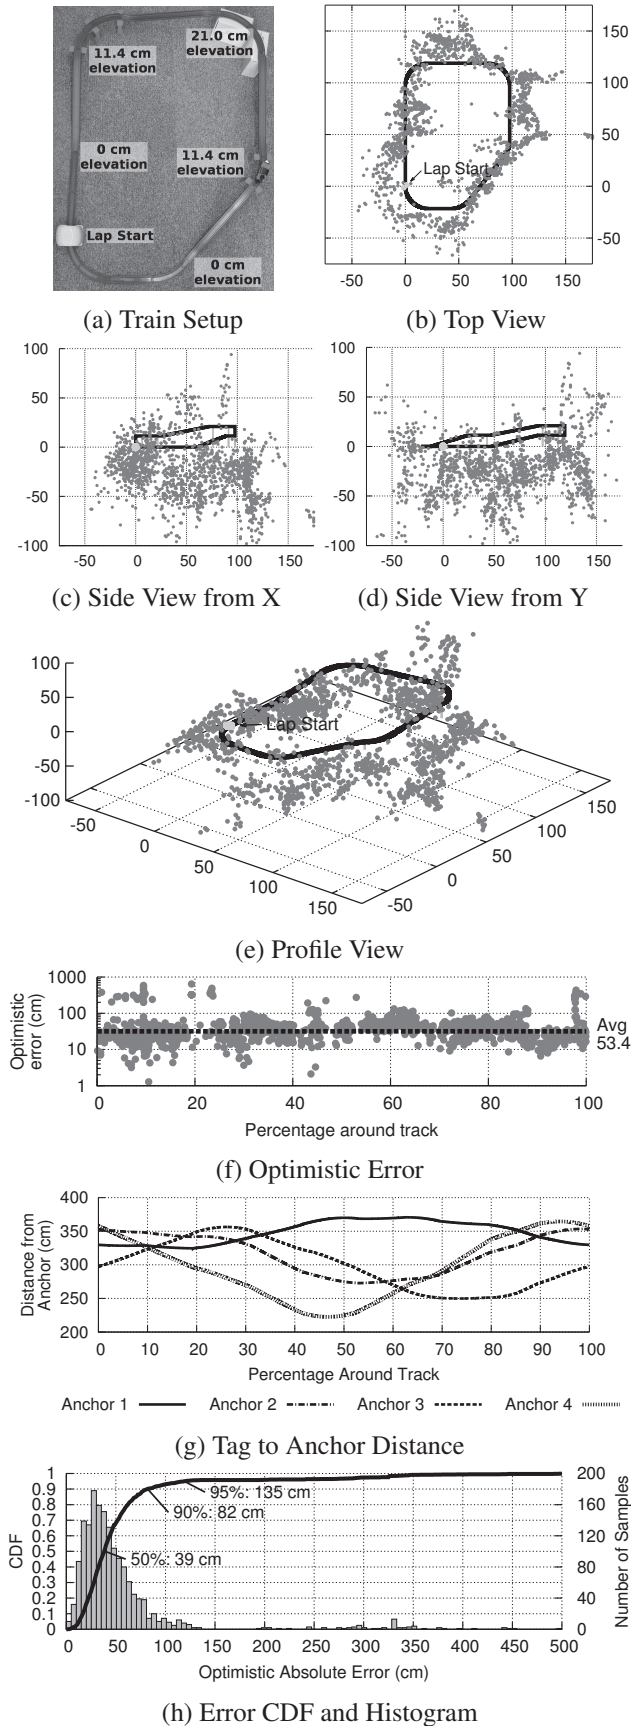 21.0 cm
elevation
11.4 cm
elevation
0 cm
elevation
11.4 cm
elevation
Lap Start
0 cm
elevation
(a) Train Setup
150
100
50
0
-50
Lap Start
-50 0 50 100 150
(b) Top View
100
50
0
-50
-100
-50 0 50 100 150
(c) Side View from X
100
50
0
-50
-100
-50 0 50 100 150
(d) Side View from Y
100
50
0
-50
-100
Lap Start
-50
0
50
100
150
-50
0
50
100
150
(e) Profile View
Optimistic
error (cm)
1000
100
10
1
Avg
53.4
0 20 40 60 80 100
Percentage around track
(f) Optimistic Error
Distance from
Anchor (cm)
400
350
300
250
200
0 10 20 30 40 50 60 70 80 90 100
Percentage Around Track
Anchor 1 Anchor 2 Anchor 3 Anchor 4
(g) Tag to Anchor Distance
CDF
1
0.9
0.8
0.7
0.6
0.5
0.4
0.3
0.2
0.1
0
95%: 135 cm
90%: 82 cm
50%: 39 cm
200
160
120
80
40
0
Number of Samples
0 50 100 150 200 250 300 350 400 450 500
Optimistic Absolute Error (cm)
(h) Error CDF and Histogram